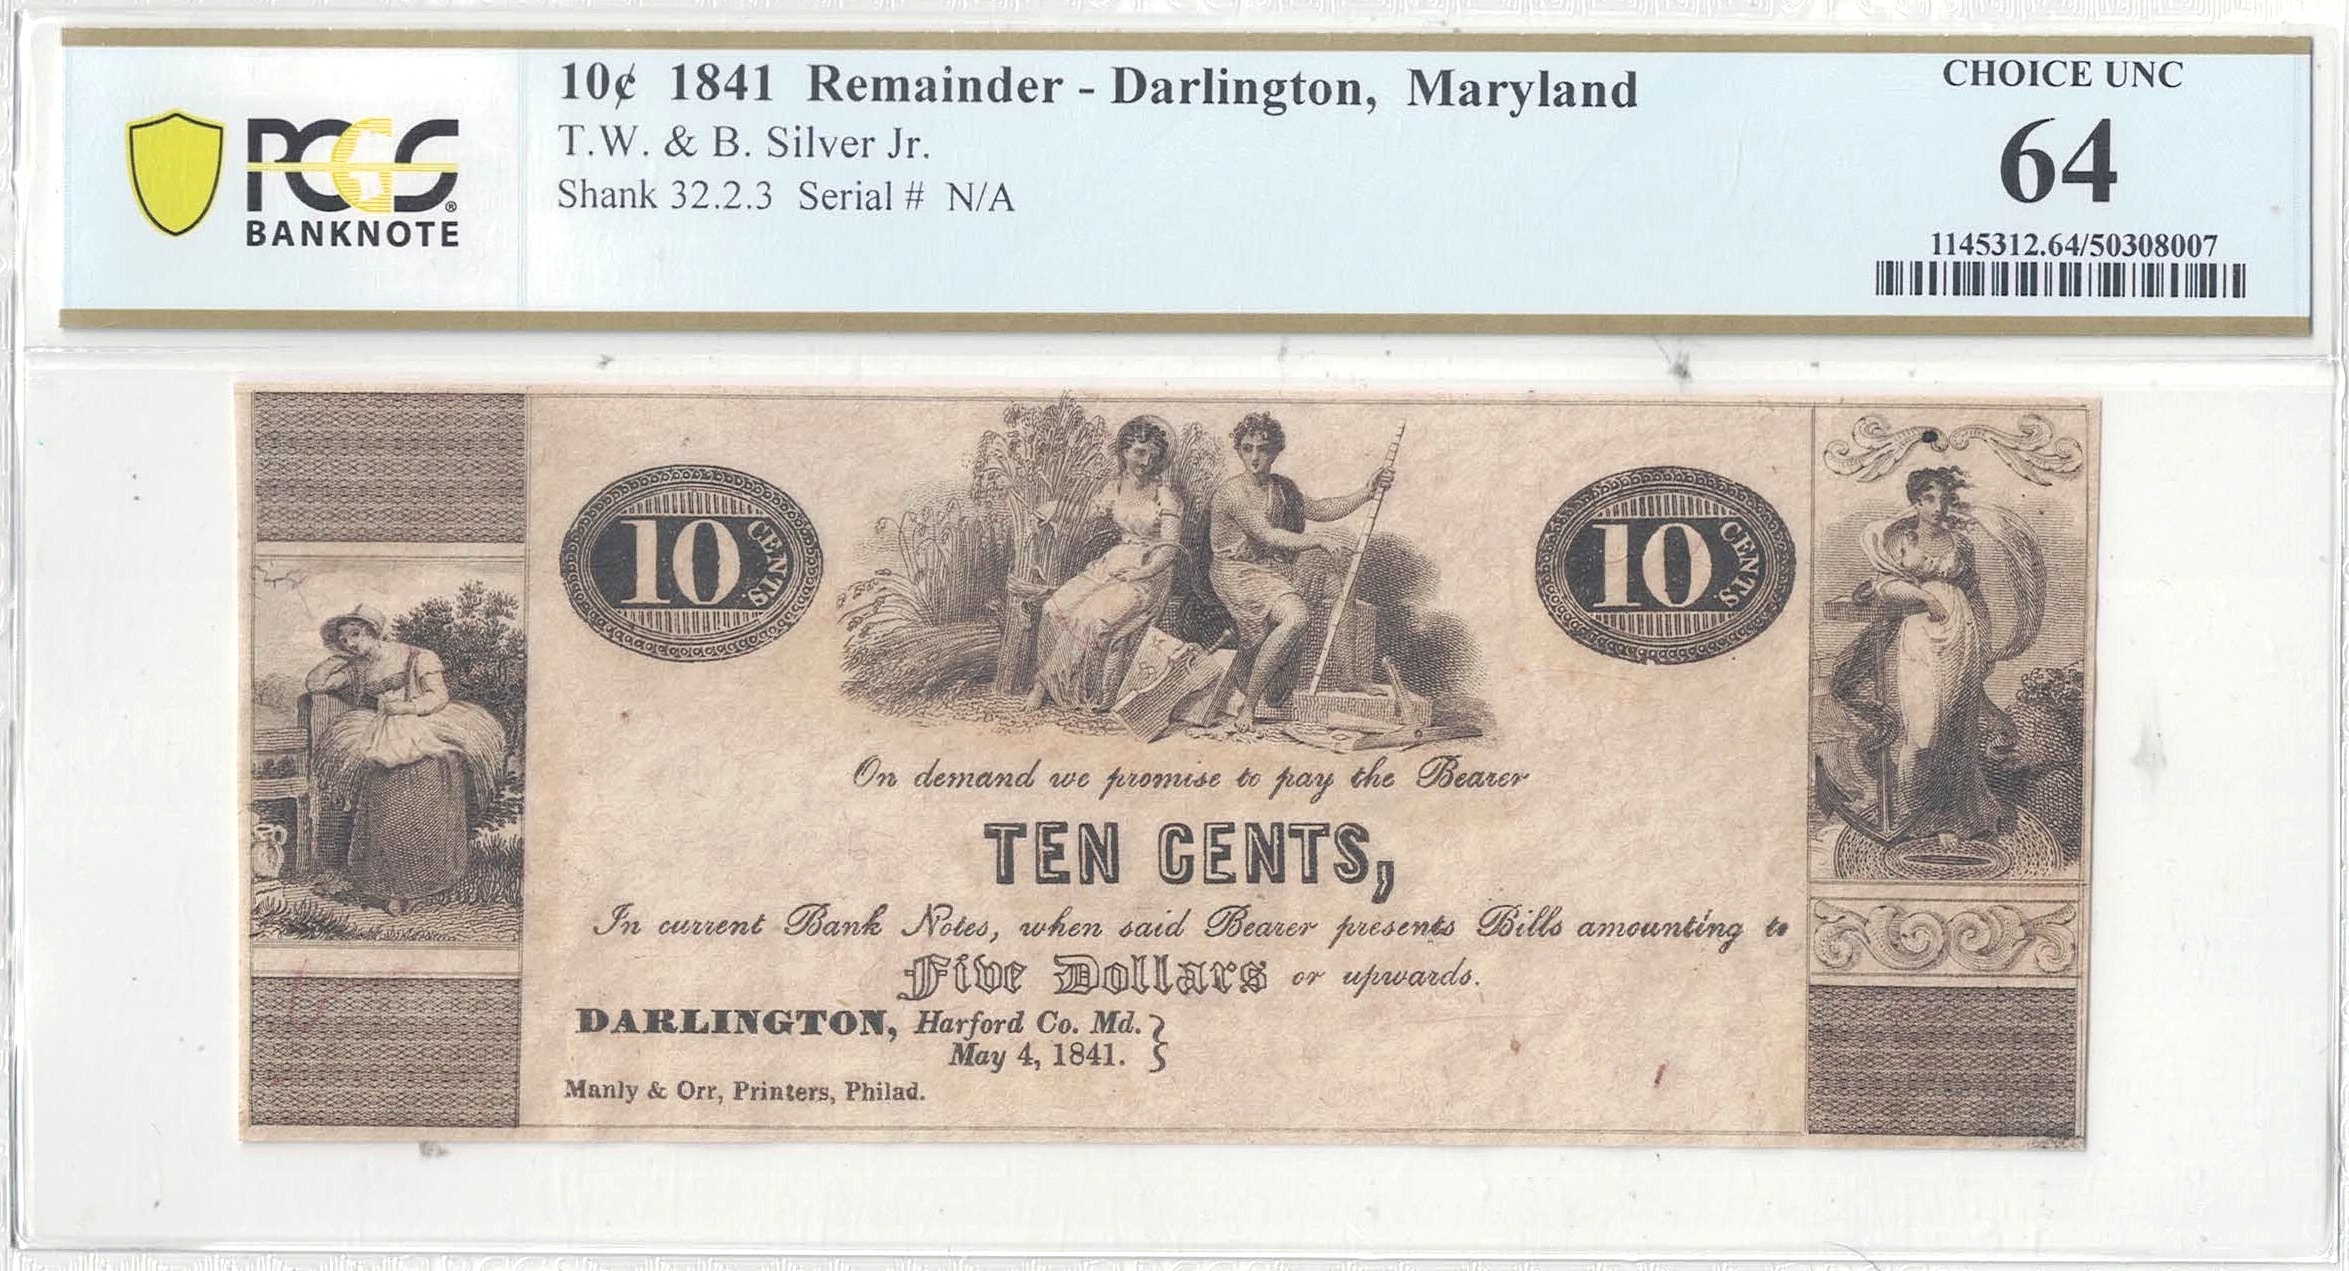 10¢ 1841 Remainder - Darlington, Maryland
T.W. & B. Silver Jr.
Shank 32.2.3 Serial # N/A
PCGS®
BANKNOTE
CHOICE UNC
64
1145312.64/50308007
10 CENTS.
10 CENTS
On demand we promise to pay the Bearer
TEN CENTS,
In current Bank Notes, when said Bearer presents Bills amounting to
Five Dollars or upwards.
DARLINGTON, Harford Co. Md. }
May 4, 1841. }
Manly & Orr, Printers, Philad.